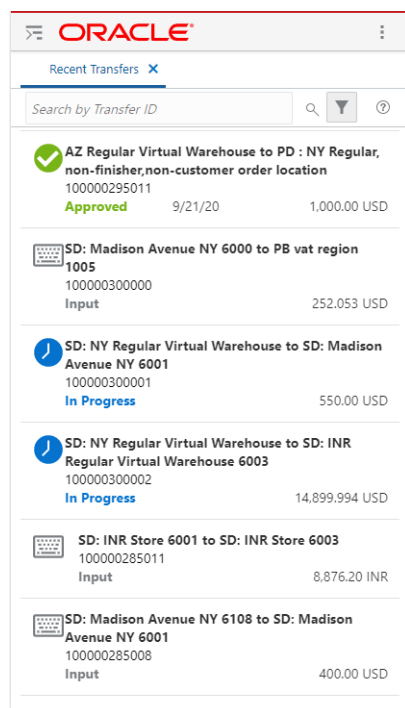 ORACLE
Recent Transfers
Search by Transfer ID
AZ Regular Virtual Warehouse to PD : NY Regular,
non-finisher,non-customer order location
100000295011
Approved 9/21/20 1,000.00 USD
SD: Madison Avenue NY 6000 to PB vat region
1005
100000300000
Input 252.053 USD
SD: NY Regular Virtual Warehouse to SD: Madison
Avenue NY 6001
100000300001
In Progress 550.00 USD
SD: NY Regular Virtual Warehouse to SD: INR
Regular Virtual Warehouse 6003
100000300002
In Progress 14,899.994 USD
SD: INR Store 6001 to SD: INR Store 6003
100000285011
Input 8,876.20 INR
SD: Madison Avenue NY 6108 to SD: Madison
Avenue NY 6001
100000285008
Input 400.00 USD